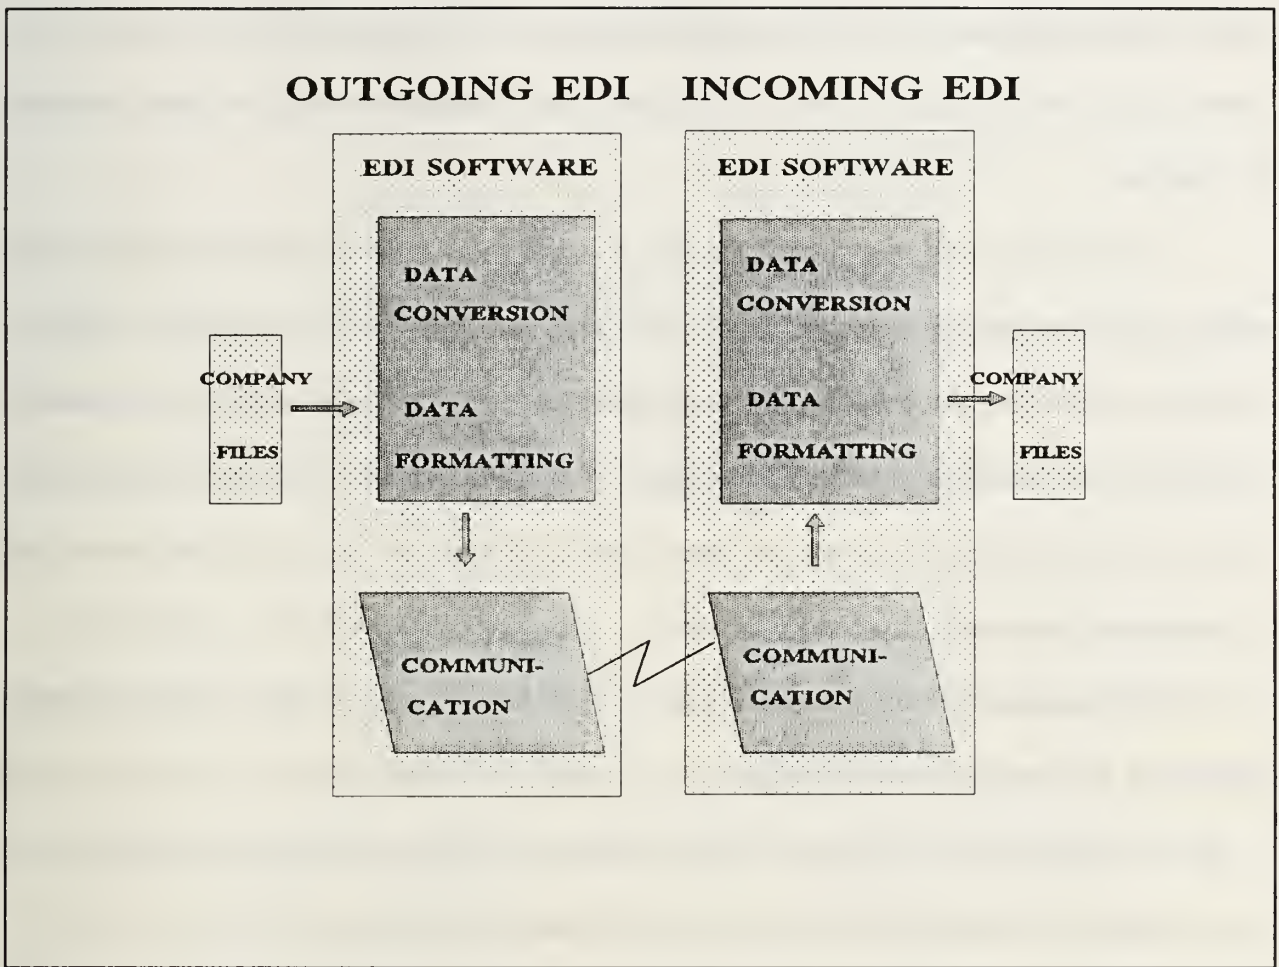 OUTGOING EDI
EDI SOFTWARE
COMPANY
FILES
DATA
CONVERSION
DATA
FORMATTING
COMMUNI-
CATION
INCOMING EDI
EDI SOFTWARE
DATA
CONVERSION
DATA
FORMATTING
COMMUNI-
CATION
COMPANY
FILES